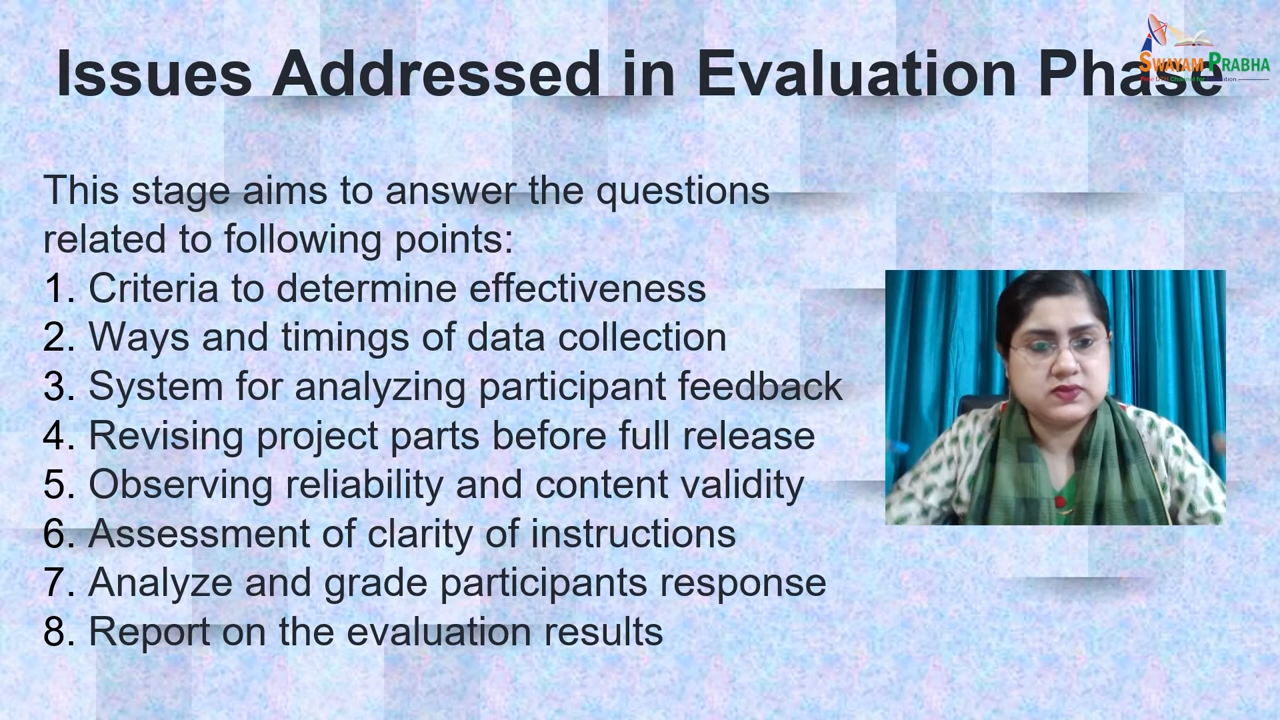 Issues Addressed in Evaluation Phase
SWAYAM PRABHA
This stage aims to answer the questions
related to following points:
1. Criteria to determine effectiveness
2. Ways and timings of data collection
3. System for analyzing participant feedback
4. Revising project parts before full release
5. Observing reliability and content validity
6. Assessment of clarity of instructions
7. Analyze and grade participants response
8. Report on the evaluation results